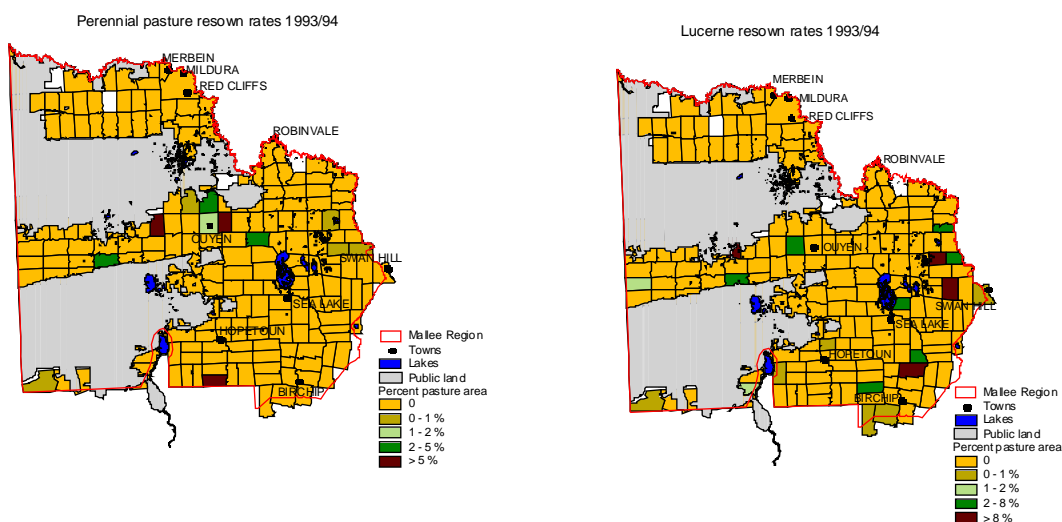 Perennial pasture resown rates 1993/94
MERBEIN
MILDURA
RED CLIFFS
ROBINVALE
OUYEN
SWAN HILL
SEA LAKE
HOPETOUN
BIRCHIP
Mallee Region
Towns
Lakes
Public land
Percent pasture area
0
0 - 1 %
1 - 2 %
2 - 5 %
> 5 %
Lucerne resown rates 1993/94
MERBEIN
MILDURA
RED CLIFFS
ROBINVALE
OUYEN
SWAN HILL
SEA LAKE
HOPETOUN
BIRCHIP
Mallee Region
Towns
Lakes
Public land
Percent pasture area
0
0 - 1 %
1 - 2 %
2 - 8 %
> 8 %